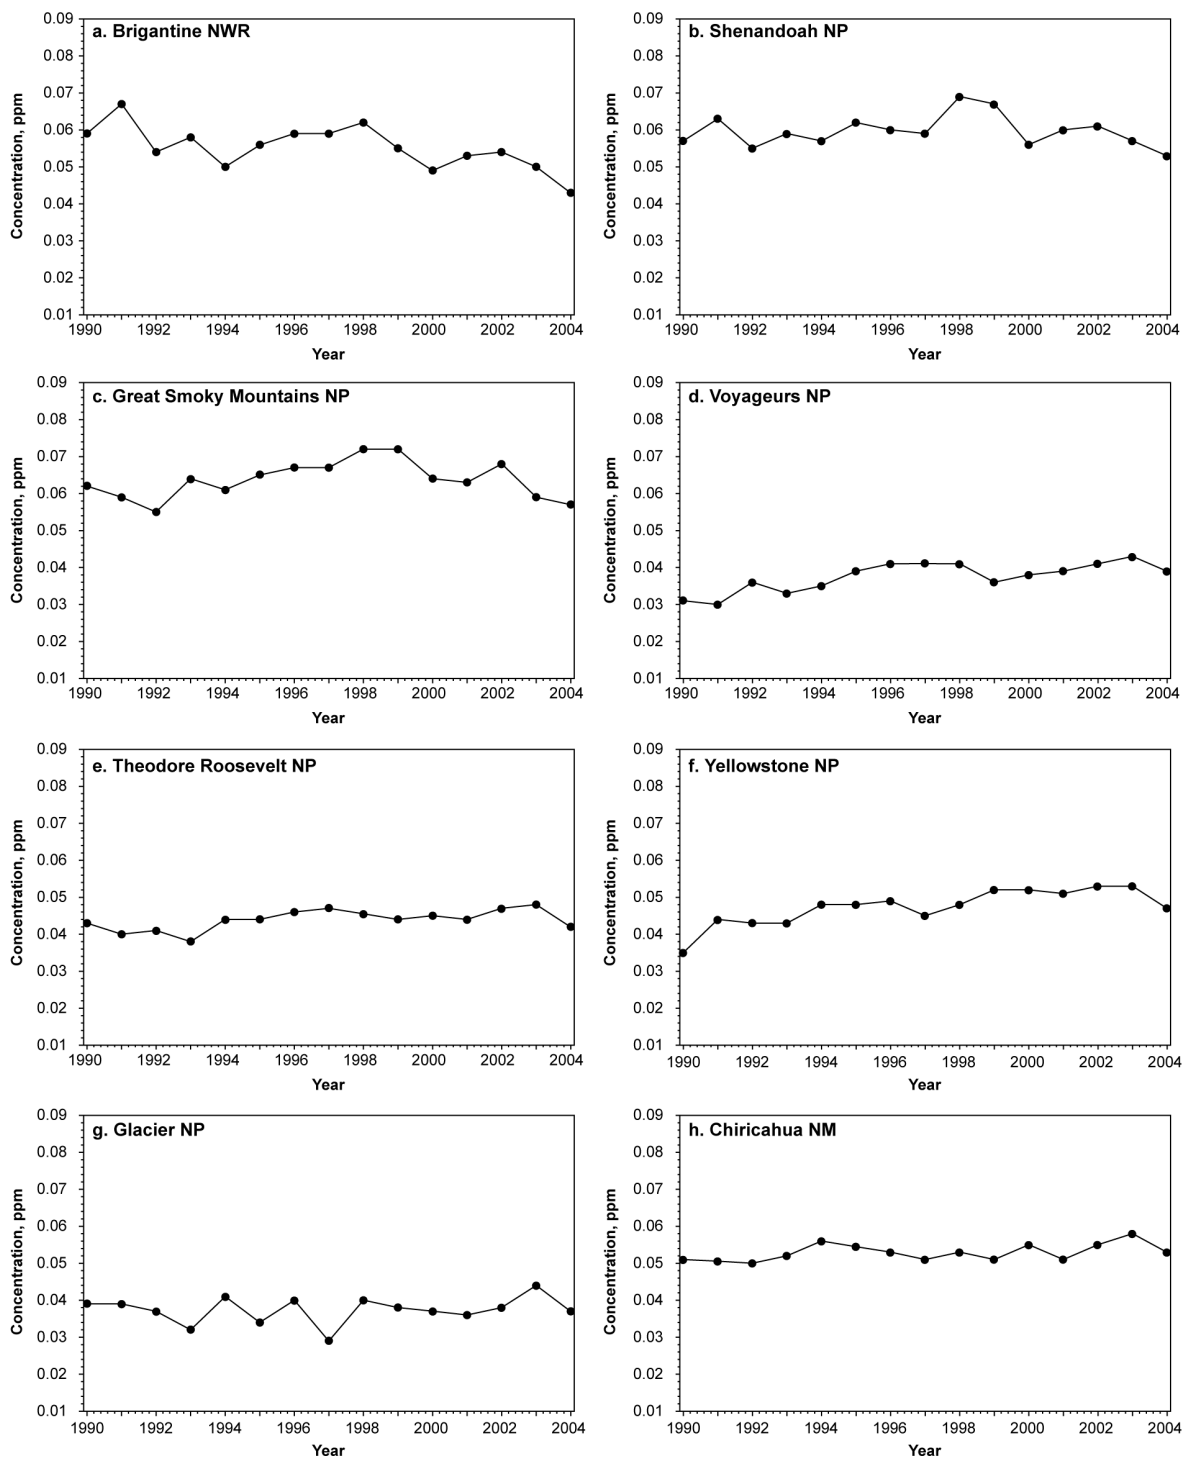 a. Brigantine NWR
0.09
0.08
0.07
0.06
0.05
0.04
0.03
0.02
0.01
Concentration, ppm
1990 1992 1994 1996 1998 2000 2002 2004
Year
b. Shenandoah NP
0.09
0.08
0.07
0.06
0.05
0.04
0.03
0.02
0.01
Concentration, ppm
1990 1992 1994 1996 1998 2000 2002 2004
Year
c. Great Smoky Mountains NP
0.09
0.08
0.07
0.06
0.05
0.04
0.03
0.02
0.01
Concentration, ppm
1990 1992 1994 1996 1998 2000 2002 2004
Year
d. Voyageurs NP
0.09
0.08
0.07
0.06
0.05
0.04
0.03
0.02
0.01
Concentration, ppm
1990 1992 1994 1996 1998 2000 2002 2004
Year
e. Theodore Roosevelt NP
0.09
0.08
0.07
0.06
0.05
0.04
0.03
0.02
0.01
Concentration, ppm
1990 1992 1994 1996 1998 2000 2002 2004
Year
f. Yellowstone NP
0.09
0.08
0.07
0.06
0.05
0.04
0.03
0.02
0.01
Concentration, ppm
1990 1992 1994 1996 1998 2000 2002 2004
Year
g. Glacier NP
0.09
0.08
0.07
0.06
0.05
0.04
0.03
0.02
0.01
Concentration, ppm
1990 1992 1994 1996 1998 2000 2002 2004
Year
h. Chiricahua NM
0.09
0.08
0.07
0.06
0.05
0.04
0.03
0.02
0.01
Concentration, ppm
1990 1992 1994 1996 1998 2000 2002 2004
Year